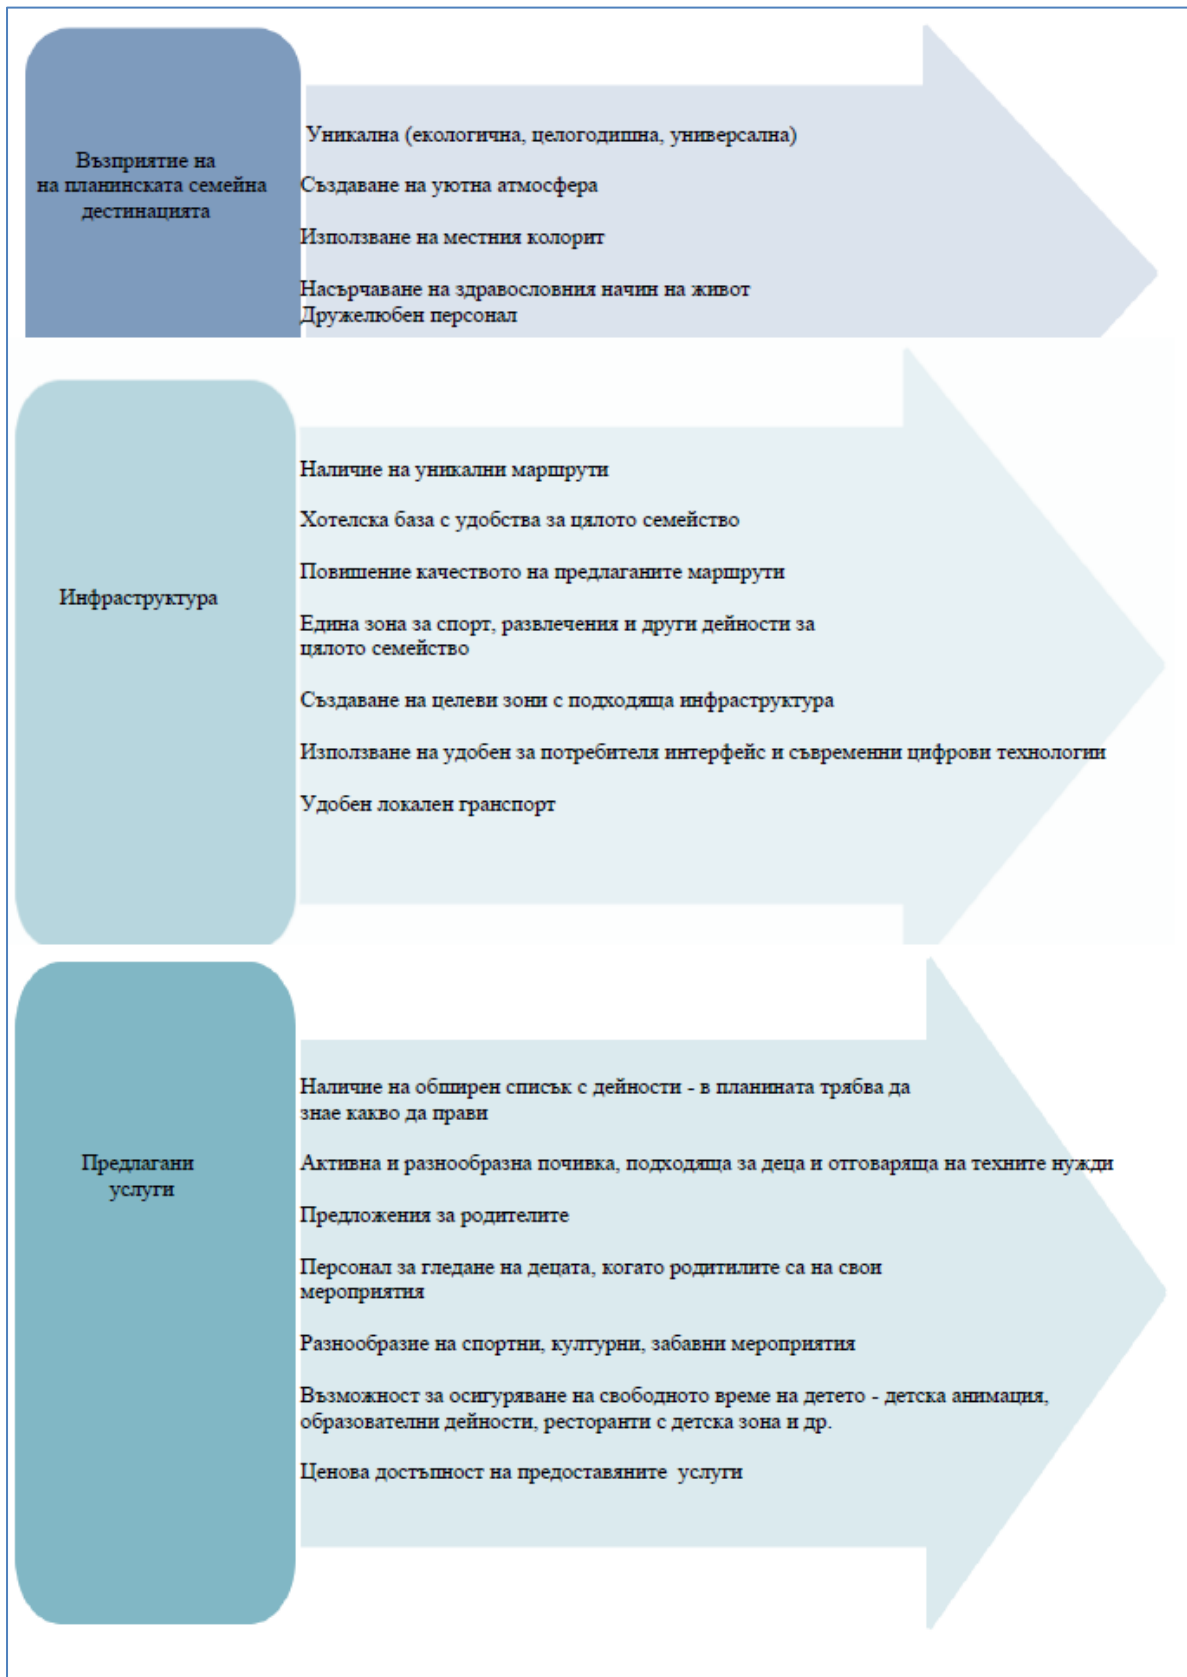 Възприятие на
на планинската семейна
дестинацията
Уникална (екологична, целогодишна, универсална)
Създаване на уютна атмосфера
Използване на местния колорит
Насърчаване на здравословния начин на живот
Дружелюбен персонал
Инфраструктура
Наличие на уникални маршрути
Хотелска база с удобства за цялото семейство
Повишение качеството на предлаганите маршрути
Едина зона за спорт, развлечения и други дейности за
цялото семейство
Създаване на целеви зони с подходяща инфраструктура
Използване на удобен за потребителя интерфейс и съвременни цифрови технологии
Удобен локален гранспорт
Предлагани
услуги
Наличие на обширен списък с дейности - в планината трябва да
знае какво да прави
Активна и разнообразна почивка, подходяща за деца и отговаряща на техните нужди
Предложения за родителите
Персонал за гледане на децата, когато родитилите са на свои
мероприятия
Разнообразие на спортни, културни, забавни мероприятия
Възможност за осигуряване на свободното време на детето - детска анимация,
образователни дейности, ресторанти с детска зона и др.
Ценова достъпност на предоставяните услуги